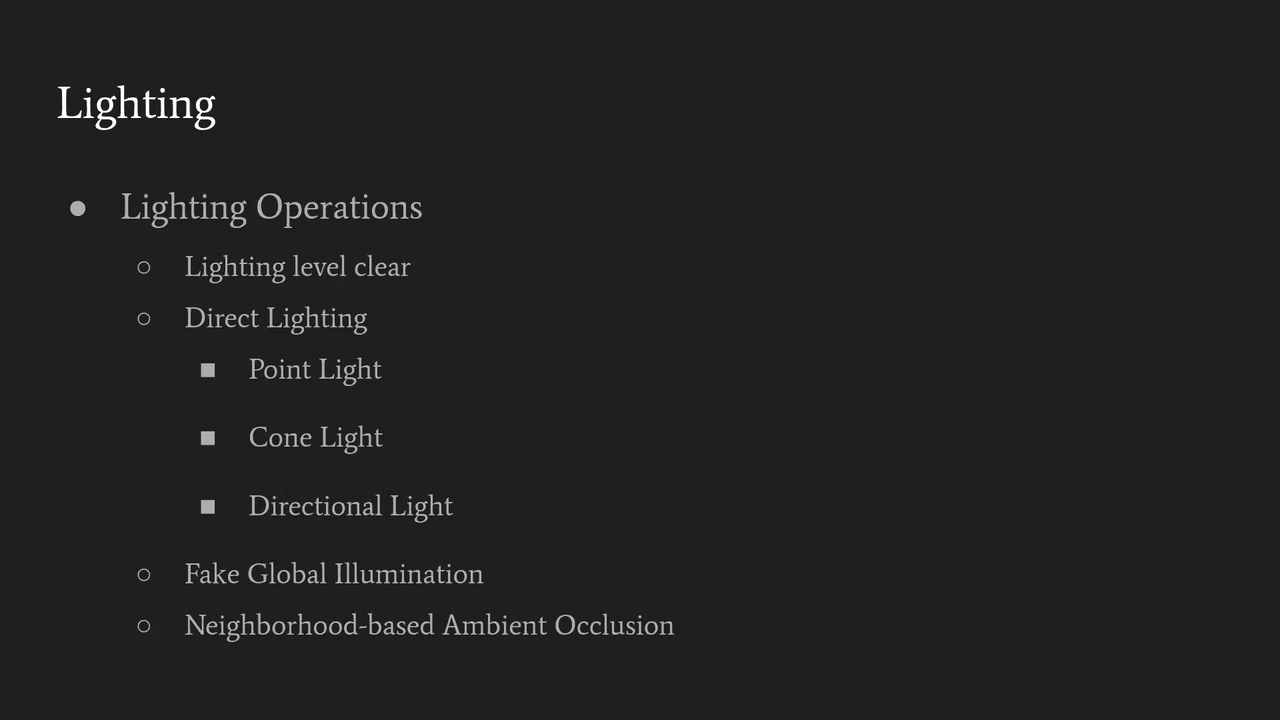 Lighting
● Lighting Operations
○ Lighting level clear
○ Direct Lighting
■ Point Light
■ Cone Light
■ Directional Light
○ Fake Global Illumination
○ Neighborhood-based Ambient Occlusion